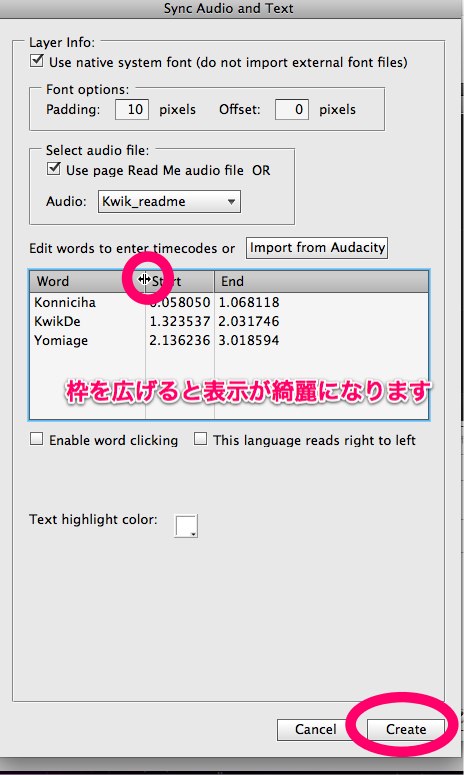 Sync Audio and Text
Layer Info:
Use native system font (do not import external font files)
Font options:
Padding: 10 pixels Offset: 0 pixels
Select audio file:
Use page Read Me audio file OR
Audio: Kwik_readme
Edit words to enter timecodes or Import from Audacity
Word Start End
Konniciha 0.058050 1.068118
KwikDe 1.323537 2.031746
Yomiage 2.136236 3.018594
枠を広げると表示が綺麗になります
Enable word clicking This language reads right to left
Text highlight color:
Cancel Create